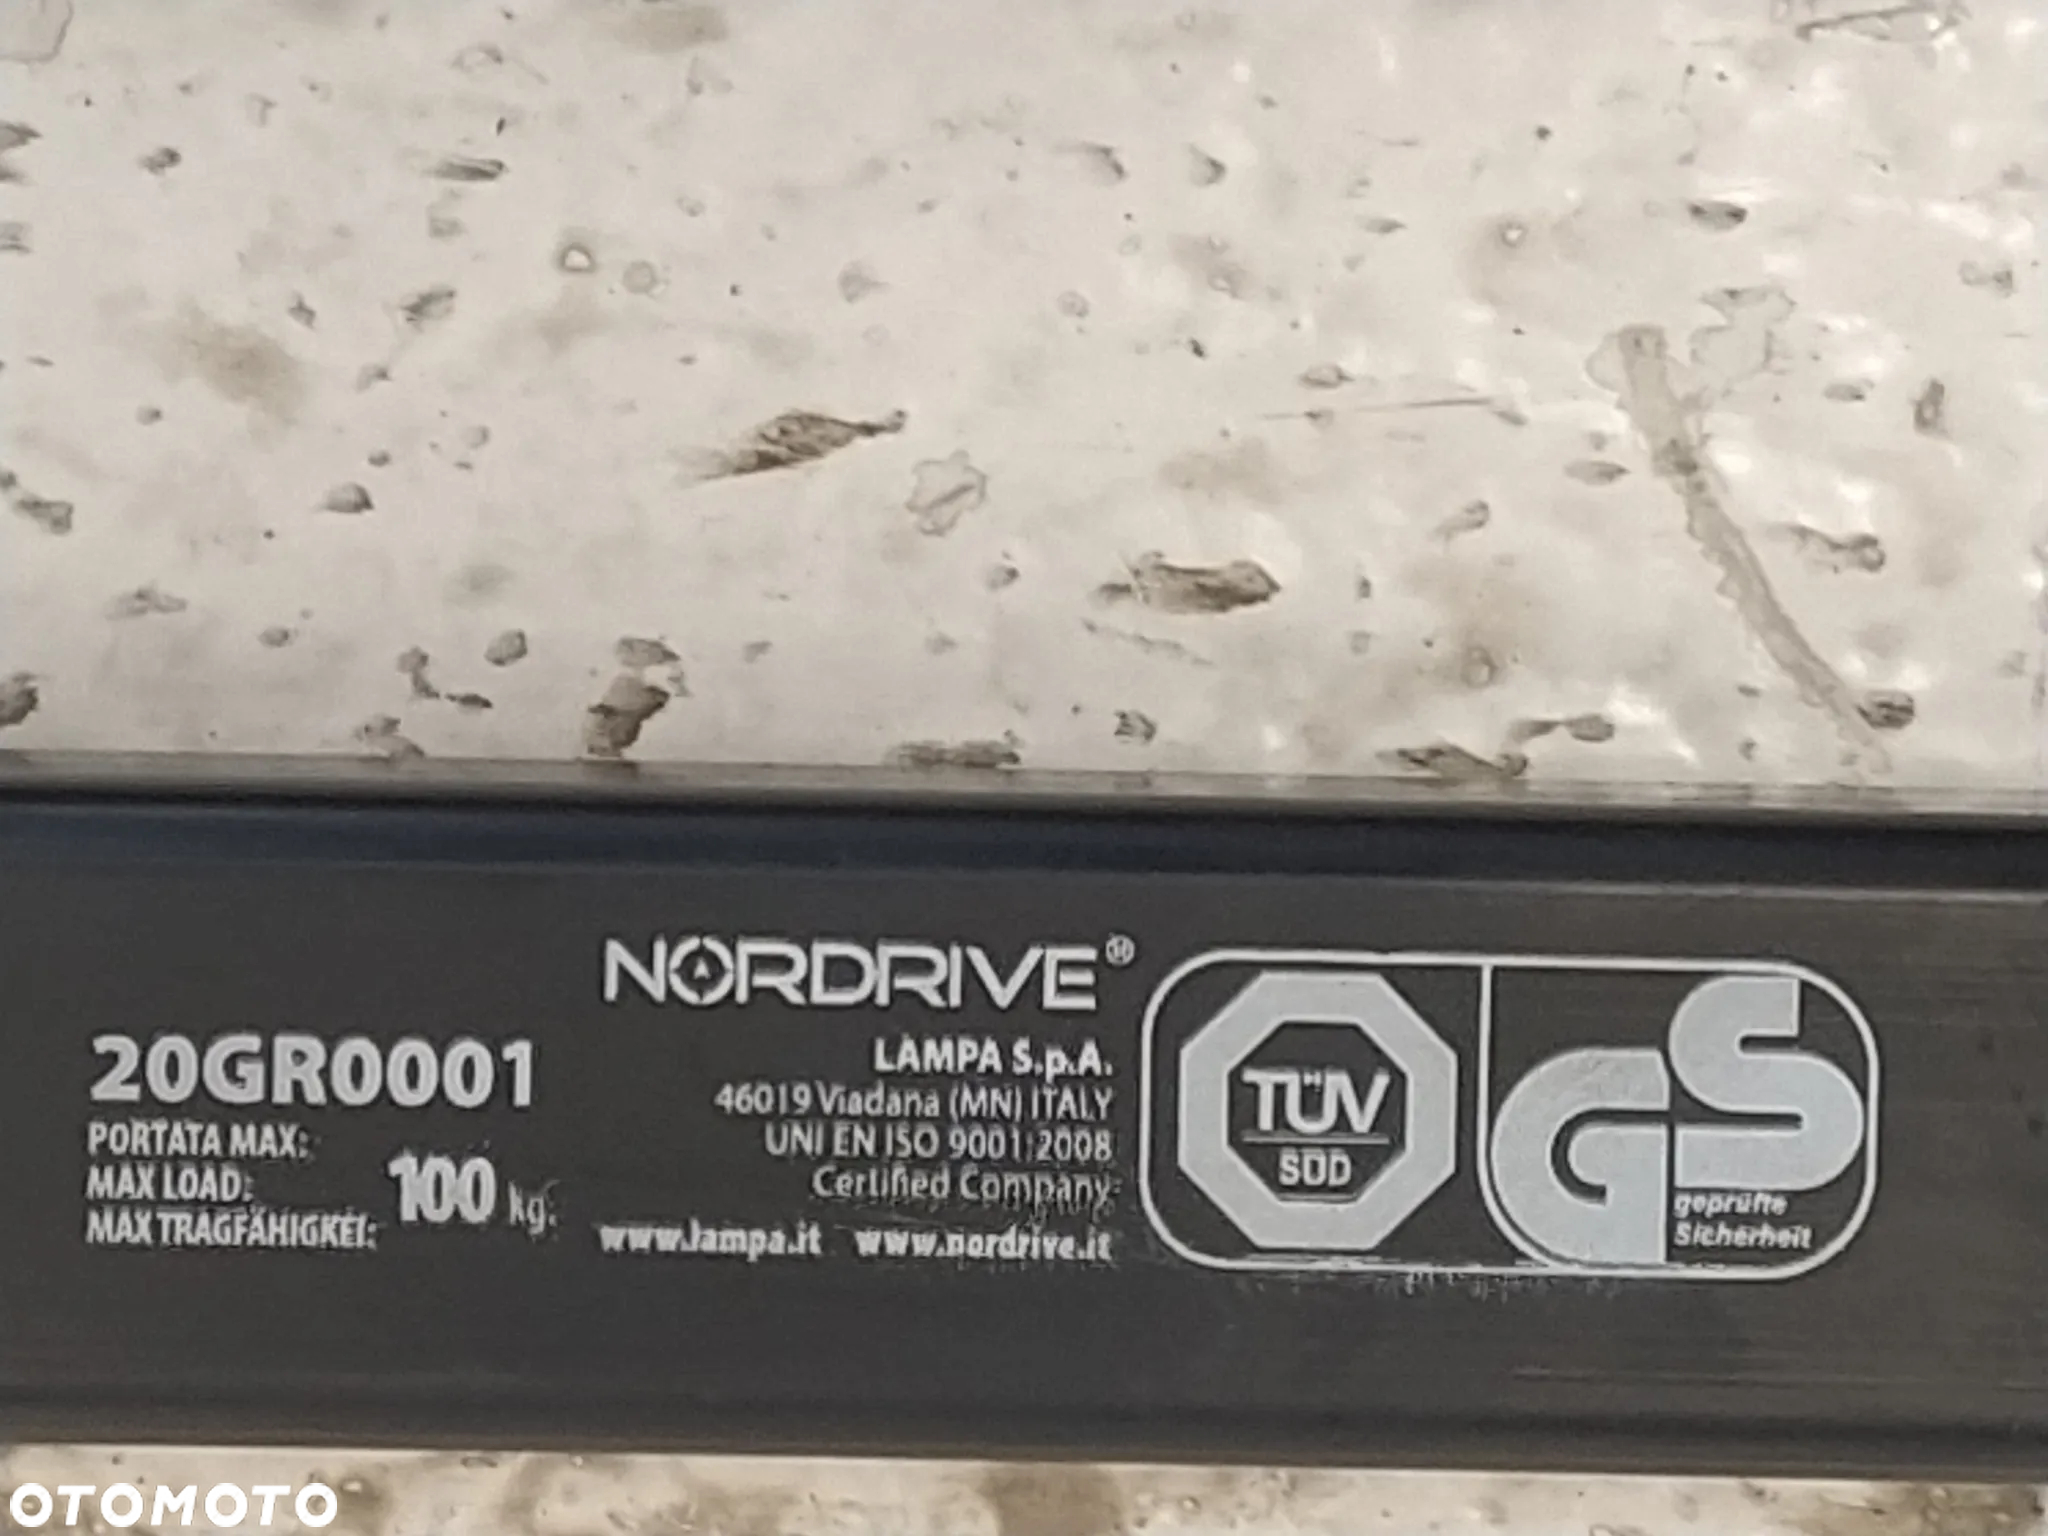 NORDRIVE®
20GR0001
PORTATA MAX:
MAX LOAD:
MAX TRAGFÄHIGKEI:
100 kg.
LAMPA S.p.A.
46019 Viadana (MN) ITALY
UNI EN ISO 9001:2008
Certified Company
www.lampa.it www.nordrive.it
TÜV
SÜD
GS
geprüfte
Sicherheit
OTOMOTO